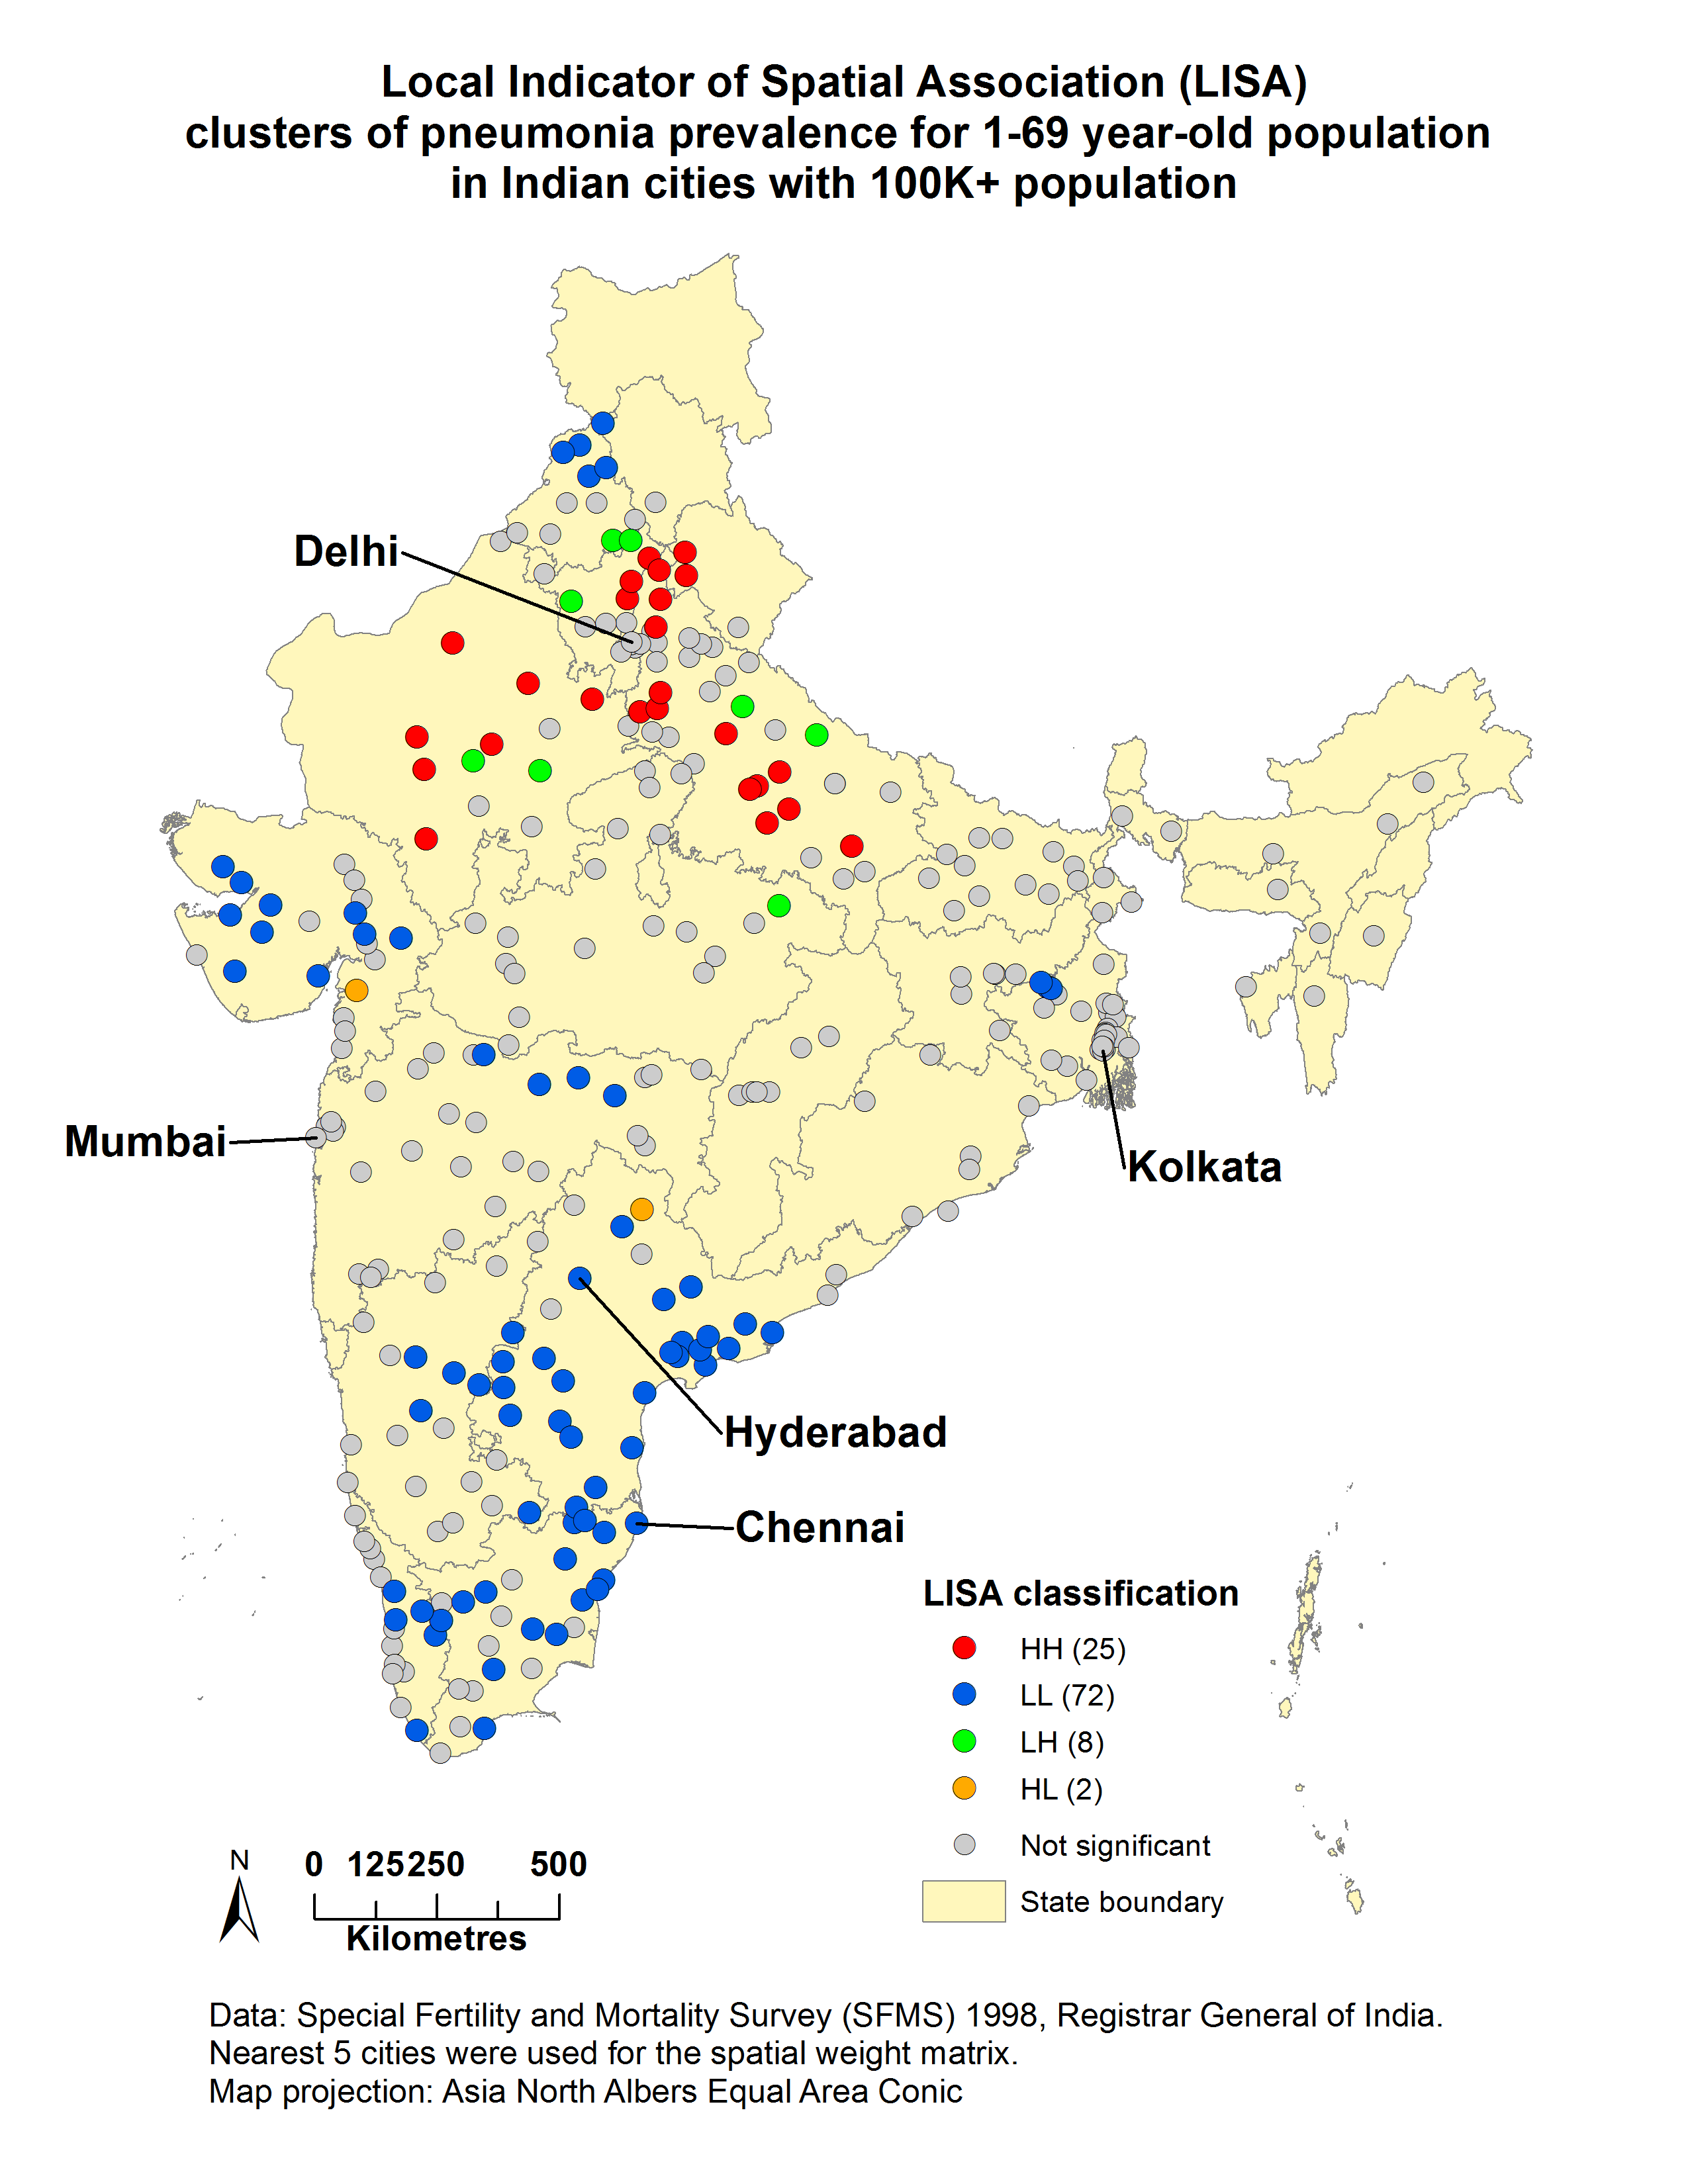 Local Indicator of Spatial Association (LISA)
clusters of pneumonia prevalence for 1-69 year-old population
in Indian cities with 100K+ population
Delhi
Mumbai
Kolkata
Hyderabad
Chennai
LISA classification
HH (25)
LL (72)
LH (8)
HL (2)
Not significant
State boundary
N
0 125 250 500
Kilometres
Data: Special Fertility and Mortality Survey (SFMS) 1998, Registrar General of India.
Nearest 5 cities were used for the spatial weight matrix.
Map projection: Asia North Albers Equal Area Conic